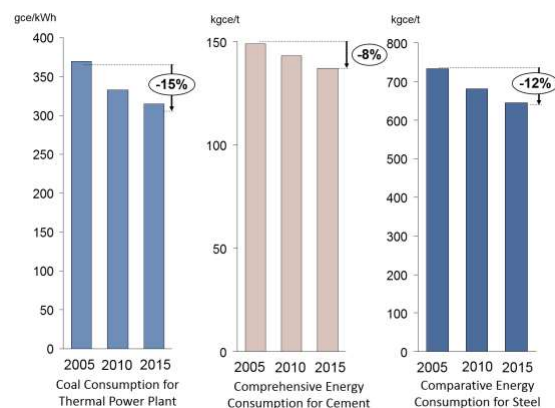 gce/kWh
400
350
300
250
200
150
100
50
0
-15%
2005 2010 2015
Coal Consumption for
Thermal Power Plant
kgce/t
150
100
50
0
-8%
2005 2010 2015
Comprehensive Energy
Consumption for Cement
kgce/t
800
700
600
500
400
300
200
100
0
-12%
2005 2010 2015
Comparative Energy
Consumption for Steel